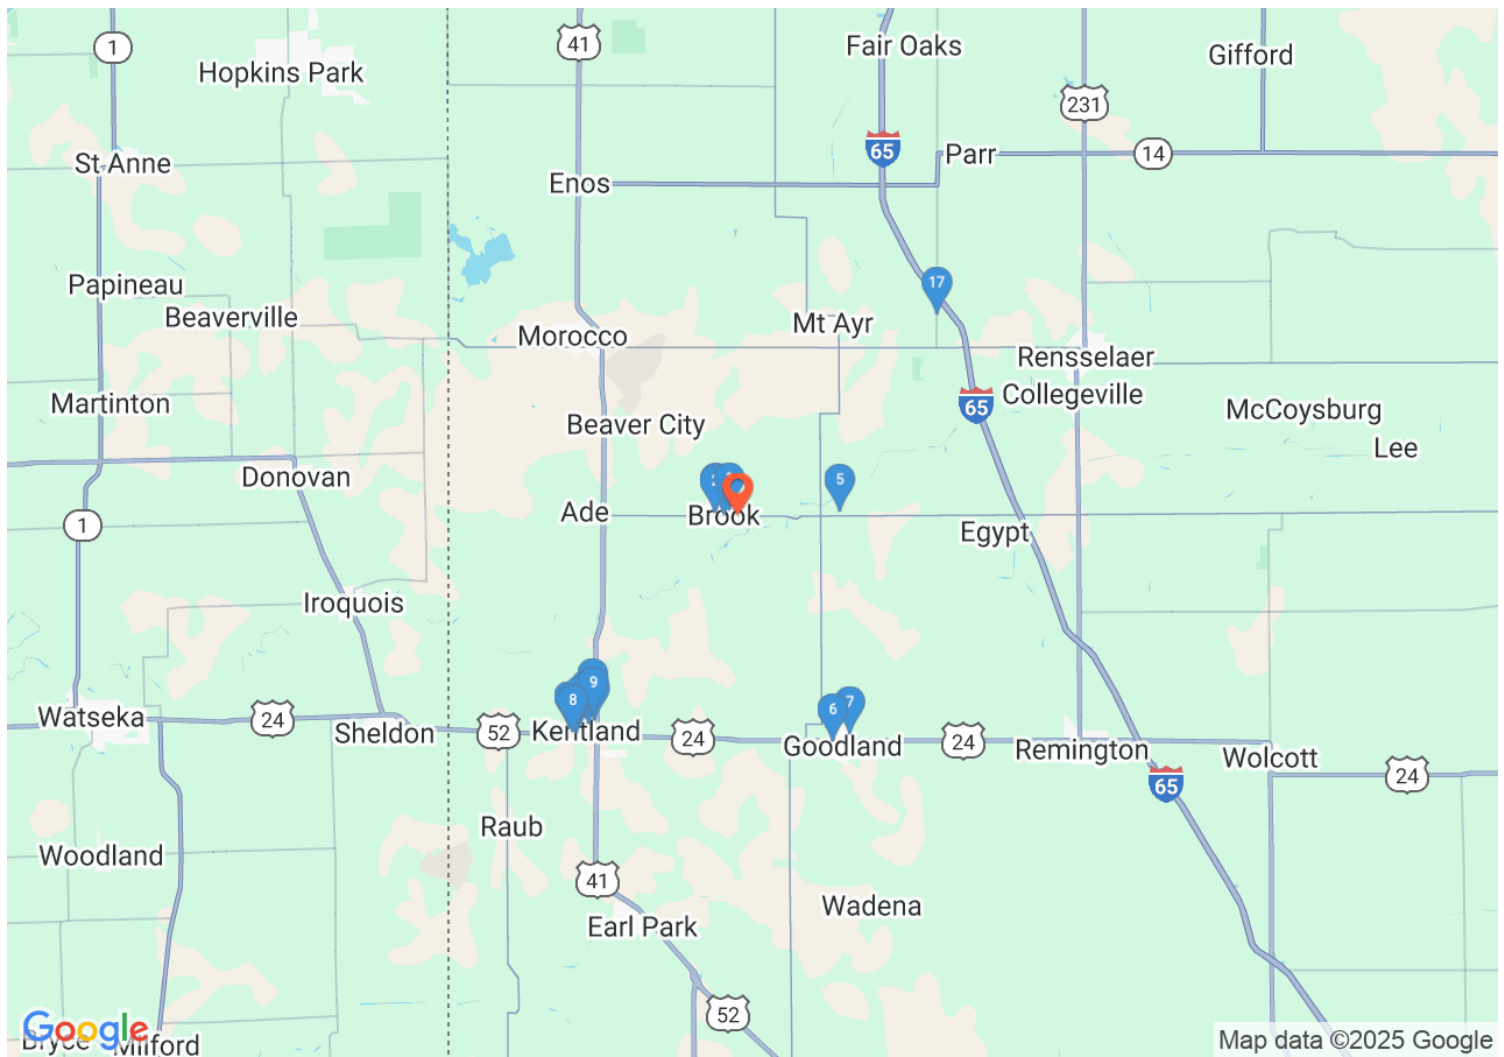 1
Hopkins Park
41
Fair Oaks
Gifford
231
65
Parr
14
St Anne
Enos
Papineau
Beaverville
17
Mt Ayr
Morocco
Rensselaer
Collegeville
65
Martinton
Beaver City
McCoysburg
Lee
Donovan
5
Ade
Brook
1
Egypt
Iroquois
9
8
7
6
Watseka
24
Sheldon
52
Kentland
24
Goodland
24
Remington
Wolcott
65
24
Raub
Woodland
41
Earl Park
Wadena
52
Google
Bryce
Milford
Map data ©2025 Google